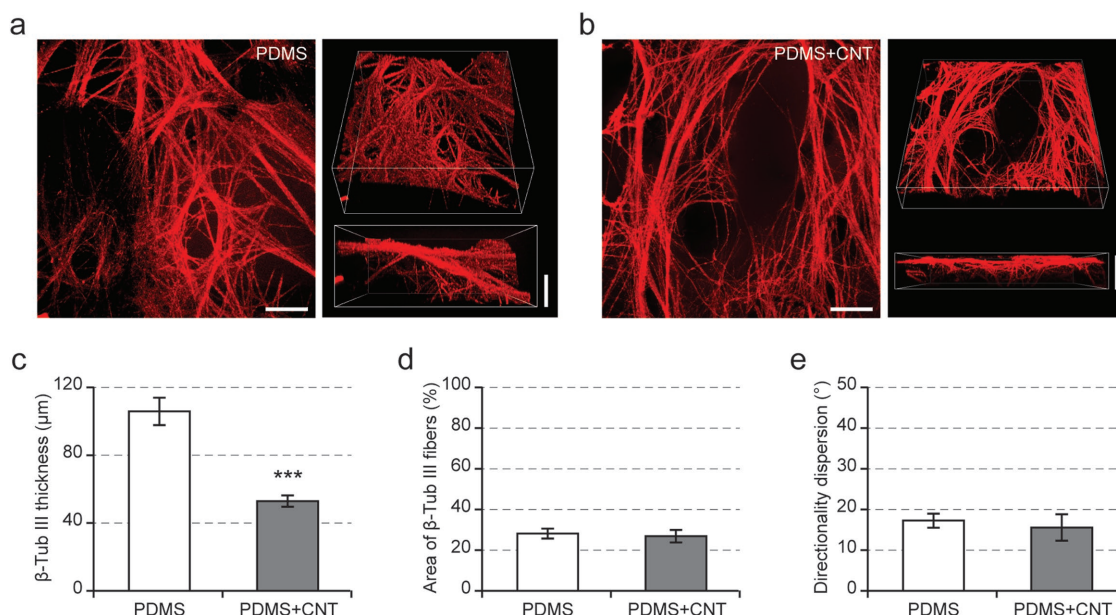 a
PDMS
b
PDMS+CNT
c
β-Tub III thickness (μm)
120
80
40
0
***
PDMS
PDMS+CNT
d
Area of β-Tub III fibers (%)
100
80
60
40
20
0
PDMS
PDMS+CNT
e
Directionality dispersion (°)
50
40
30
20
10
0
PDMS
PDMS+CNT